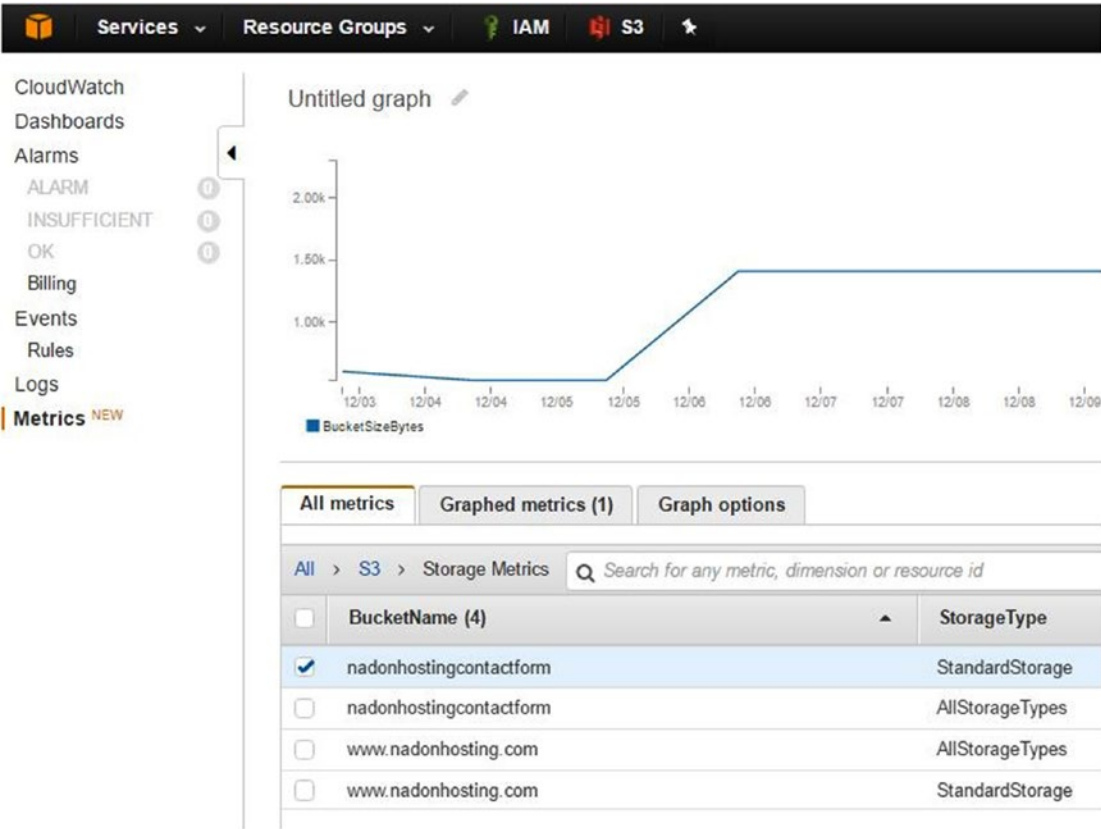 Services Resource Groups IAM S3
CloudWatch
Dashboards
Alarms
ALARM 0
INSUFFICIENT 0
OK 0
Billing
Events
Rules
Logs
Metrics NEW
Untitled graph
2.00k
1.50k
1.00k
12/03 12/04 12/04 12/05 12/05 12/06 12/06 12/07 12/07 12/08 12/08 12/09
BucketSizeBytes
All metrics Graphed metrics (1) Graph options
All > S3 > Storage Metrics Search for any metric, dimension or resource id
BucketName (4) StorageType
nadonhostingcontactform StandardStorage
nadonhostingcontactform AllStorageTypes
www.nadonhosting.com AllStorageTypes
www.nadonhosting.com StandardStorage